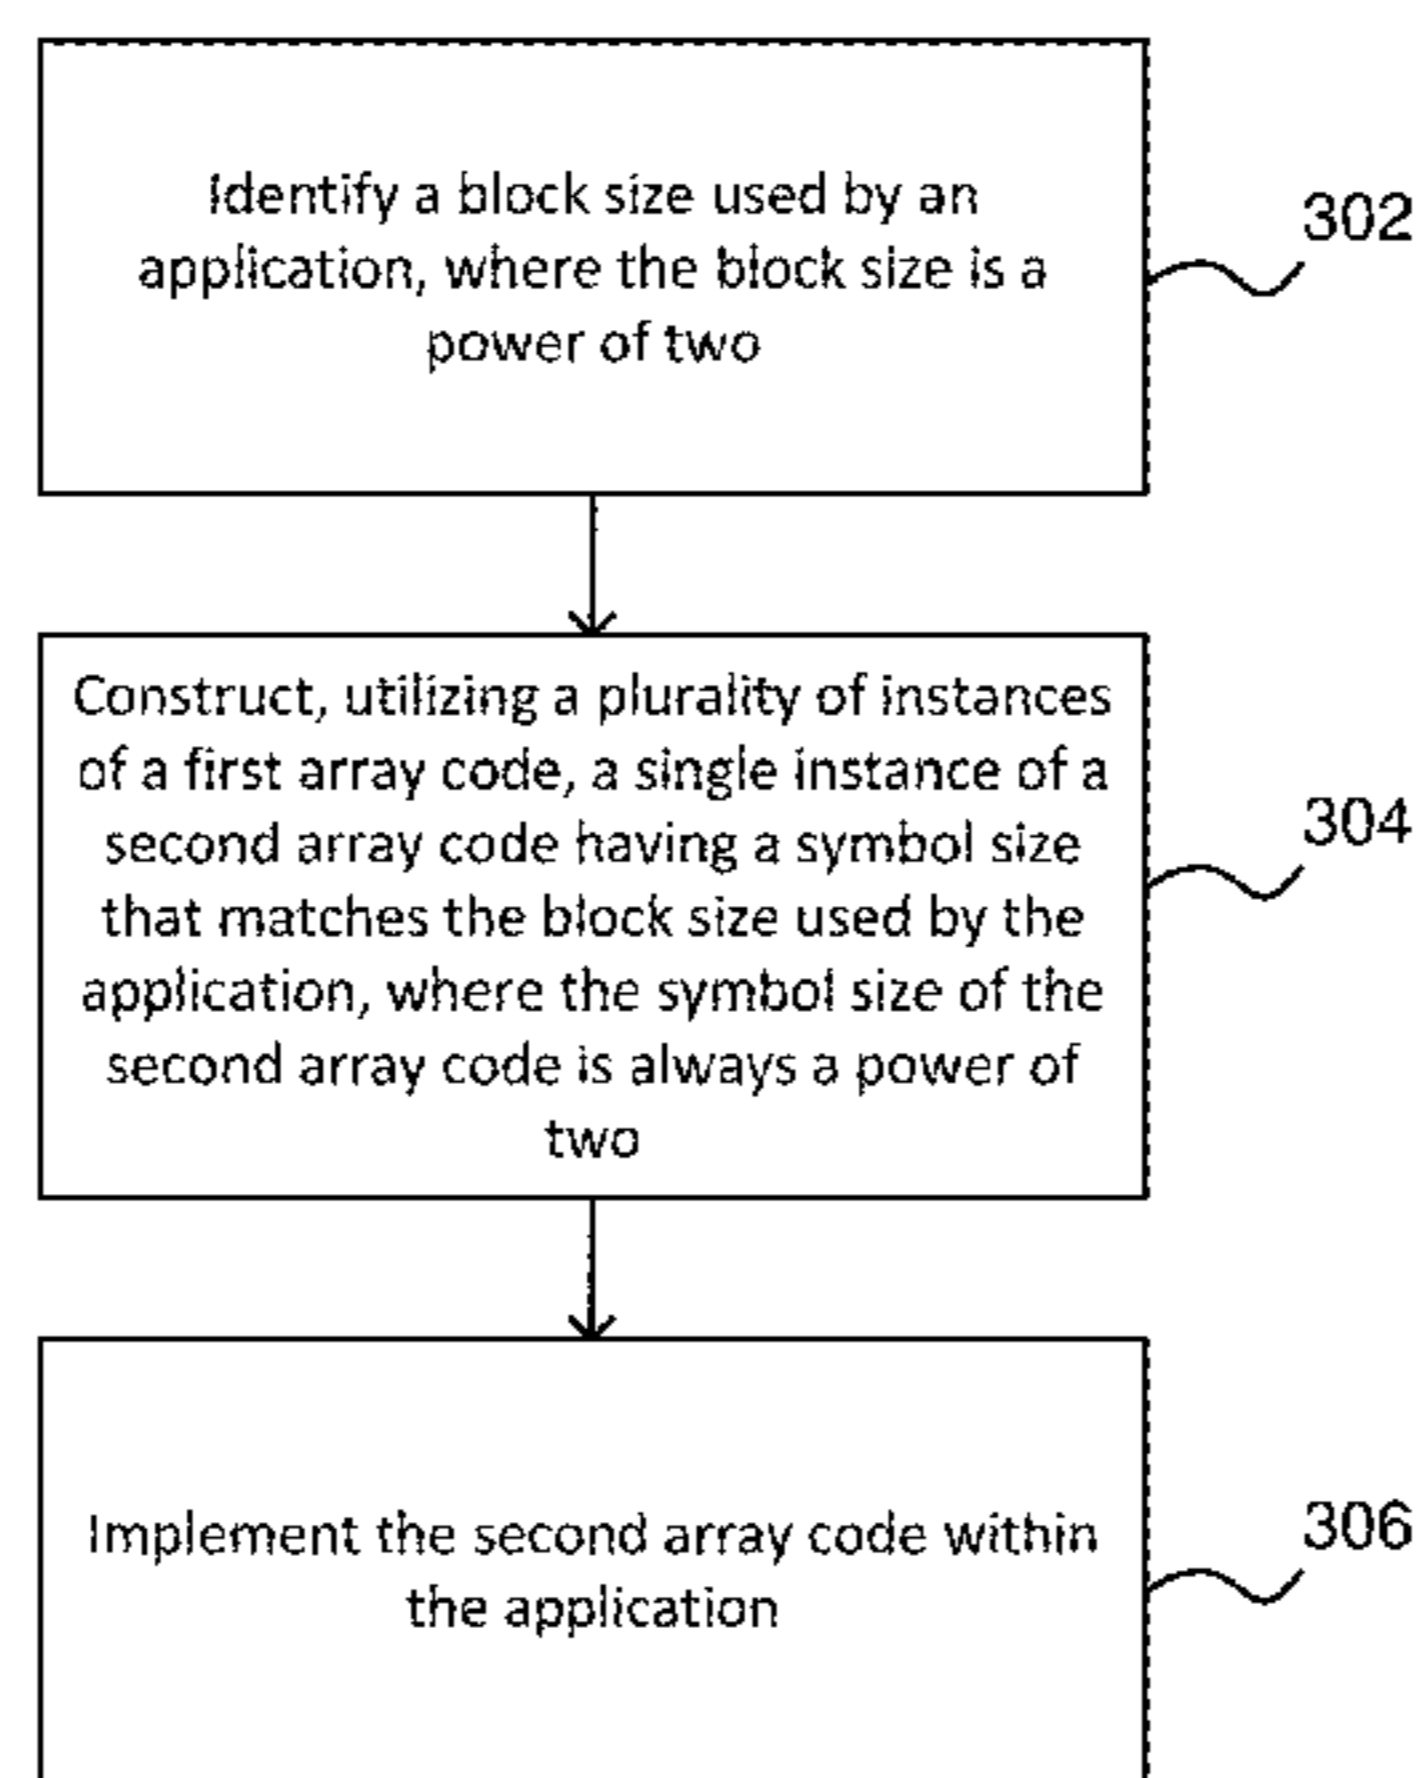 Identify a block size used by an
application, where the block size is a
power of two
302
Construct, utilizing a plurality of instances
of a first array code, a single instance of a
second array code having a symbol size
that matches the block size used by the
application, where the symbol size of the
second array code is always a power of
two
304
Implement the second array code within
the application
306